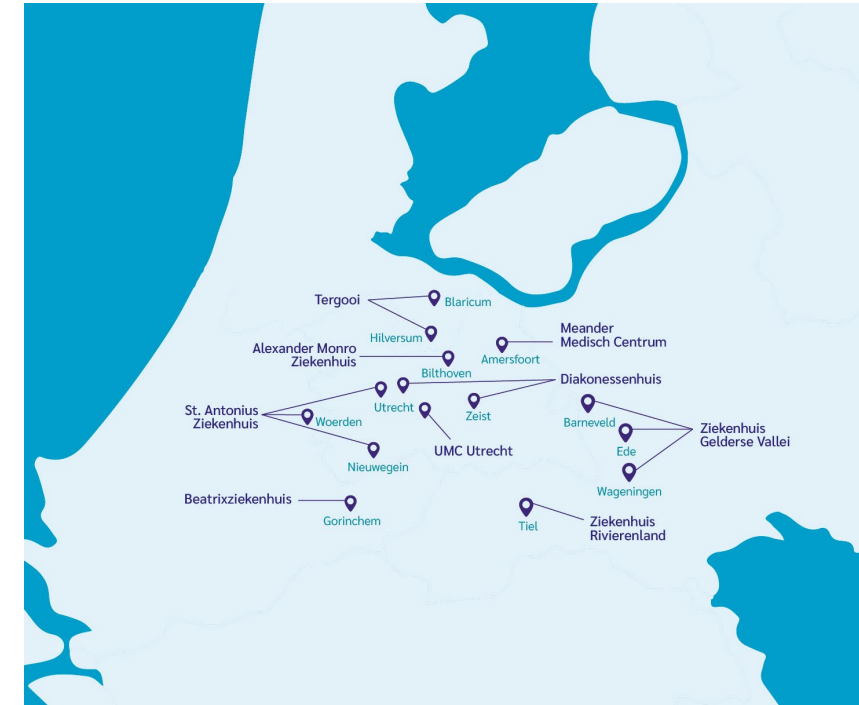 Tergooi
Blaricum
Hilversum
Meander
Medisch Centrum
Amersfoort
Alexander Monro
Ziekenhuis
Bilthoven
Diakonessenhuis
Utrecht
Zeist
St. Antonius
Ziekenhuis
Woerden
Barneveld
Ziekenhuis
Gelderse Vallei
Ede
UMC Utrecht
Nieuwegein
Wageningen
Beatrixziekenhuis
Gorinchem
Tiel
Ziekenhuis
Rivierenland